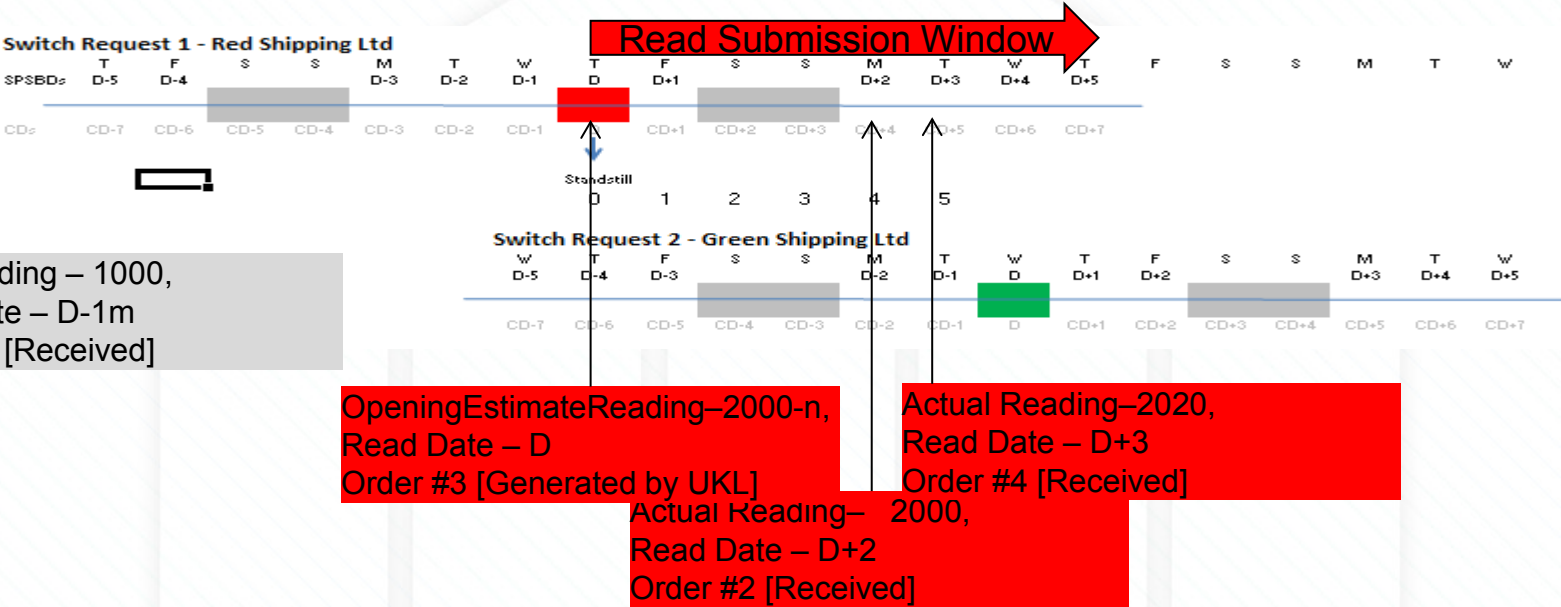 Read Submission Window
Switch Request 1 - Red Shipping Ltd
T F S S M T W T F S S M T W T F S S M T W
SPSBDs D-5 D-4 D-3 D-2 D-1 D D+1 D+2 D+3 D+4 D+5
CDs CD-7 CD-6 CD-5 CD-4 CD-3 CD-2 CD-1 CD+1 CD+2 CD+3 CD+4 CD+5 CD+6 CD+7
Standstill
0 1 2 3 4 5
Switch Request 2 - Green Shipping Ltd
W T F S S M T W T F S S M T W
D-5 D-4 D-3 D-2 D-1 D D+1 D+2 D+3 D+4 D+5
CD-7 CD-6 CD-5 CD-4 CD-3 CD-2 CD-1 D CD+1 CD+2 CD+3 CD+4 CD+5 CD+6 CD+7
ding – 1000,
te – D-1m
[Received]
OpeningEstimateReading–2000-n,
Read Date – D
Order #3 [Generated by UKL]
Actual Reading–2020,
Read Date – D+3
Order #4 [Received]
Actual Reading– 2000,
Read Date – D+2
Order #2 [Received]